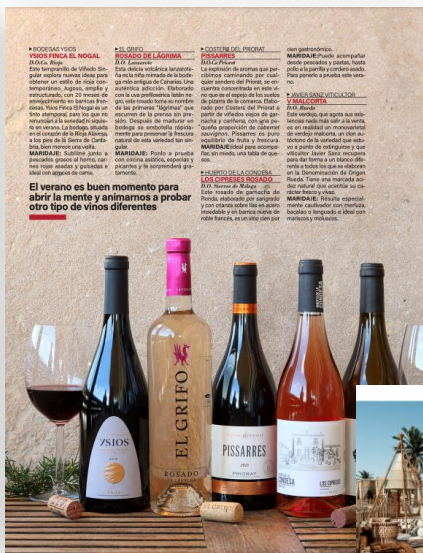 ▶ BODEGAS YSIOS
YSIOS FINCA EL NOGAL
D.O.Ca. Rioja
Este tempranillo de Viñedo Sin-
gular explora nuevas ideas para
obtener un estilo de rioja con-
temporáneo. Jugoso, amplio y
estructurado, con 20 meses de
envejecimiento en barricas fran-
cesas, Ysios Finca El Nogal es un
tinto atemporal, para los que no
renuncian a la seriedad ni siquie-
ra en verano. La bodega, situada
en el corazón de la Rioja Alavesa,
a los pies de la Sierra de Canta-
bria, bien merece una visita.
MARIDAJE: Sublime con
pescados grasos al horno, car-
nes rojas asadas y guisadas e
ideal con arroces de carne.
El verano es buen momento para
abrir la mente y animarnos a probar
otro tipo de vinos diferentes
▶ EL GRIFO
ROSADO DE LÁGRIMA
D.O. Lanzarote
Esta delicia volcánica lanzarote-
ña es la niña mimada de la bode-
ga más antigua de Canarias. Una
auténtica adicción. Elaborado
con la uva prefiloxérica listán ne-
gro, este rosado toma su nombre
de las primeras "lágrimas" que
escurren de la prensa sin pre-
sión. Después de madurar en
bodega se embotella rápida-
mente para preservar la frescura
natural de esta variedad tan sin-
gular.
MARIDAJE: Ponlo a prueba
con cocina asiática, especias y
picantes y te sorprenderá gra-
tamente.
▶ COSTERS DEL PRIORAT
PISSARRES
D.O.Ca Priorat
La explosión de aromas que per-
cibimos caminando por cual-
quier sendero del Priorat, se en-
cuentra concentrada en este vi-
no que es el espejo de los suelos
de pizarra de la comarca. Elabo-
rado por Costers del Priorat a
partir de viñedos viejos de gar-
nacha y cariñena, con una pe-
queña proporción de cabernet
sauvignon. Pissarres es puro
equilibrio de fruta y frescura.
MARIDAJE: Ideal para acompa-
ñar, sin miedo, una tabla de que-
sos.
▶ HUERTO DE LA CONDESA
LOS CIPRESES ROSADO
D.O. Sierras de Málaga
Este rosado de garnacha de
Ronda, elaborado por sangrado
y con crianza sobre lías en acero
inoxidable y en barrica nueva de
roble francés, es un vino cien por
cien gastronómico.
MARIDAJE: Puede acompañar
desde pescados y pastas, hasta
pollo a la parrilla y cordero asado.
Para ponerlo a prueba este vera-
no.
▶ JAVIER SANZ VITICULTOR
V MALCORTA
D.O. Rueda
Este verdejo, que agota sus exis-
tencias nada más salir a la venta,
es en realidad un monovarietal
de verdejo malcorta, un clon au-
tóctono de la variedad que estu-
vo a punto de extinguirse y que
viticultor Javier Sanz recupera
para dar forma a un blanco dife-
rente a todos los que se elaboran
en la Denominación de Origen
Rueda. Tiene una marcada aci-
dez natural que acentúa su ca-
rácter fresco y vivaz.
MARIDAJE: Resulta especial-
mente cautivador con merluza,
bacalao o lenguado e ideal con
mariscos y moluscos.
YSIOS
EL GRIFO
ROSADO
PISSARRES
2021
PRIORAT
CONDESA
LOS CIPRESES